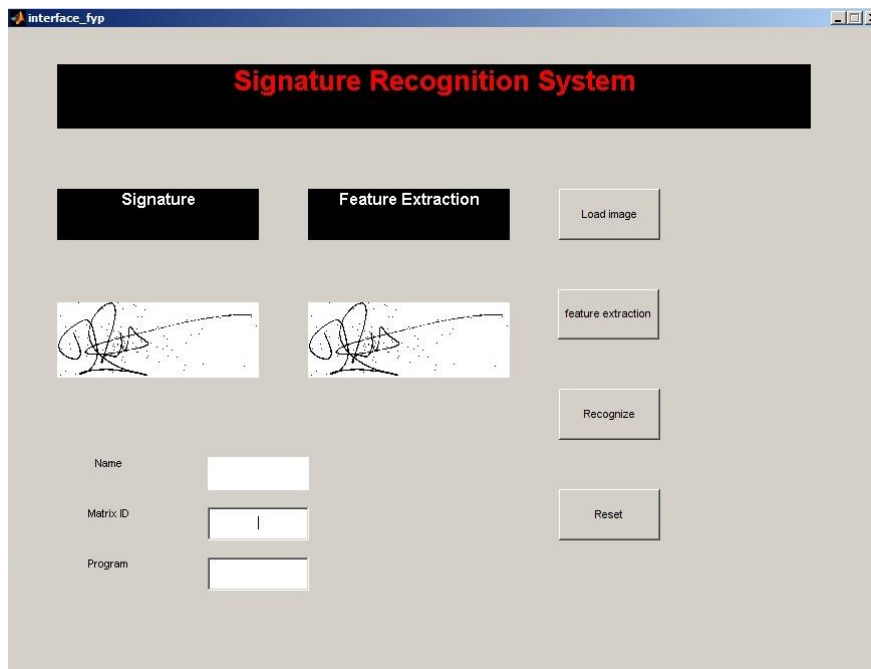 interface_fyp
Signature Recognition System
Signature
Feature Extraction
Load image
feature extraction
Recognize
Name
Matrix ID
Program
Reset